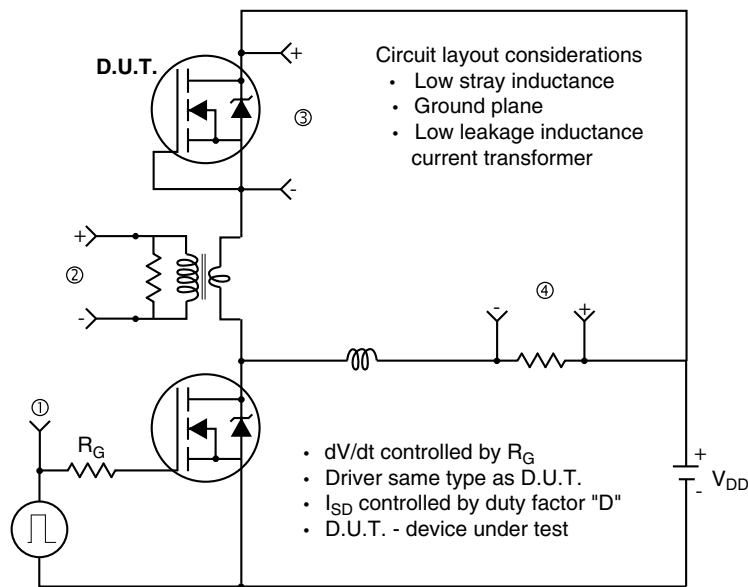 D.U.T.
+
③
-
Circuit layout considerations
• Low stray inductance
• Ground plane
• Low leakage inductance
current transformer
+
②
-
④
- +
①
R_G
• dV/dt controlled by R_G
• Driver same type as D.U.T.
• I_SD controlled by duty factor "D"
• D.U.T. - device under test
+
-
V_DD